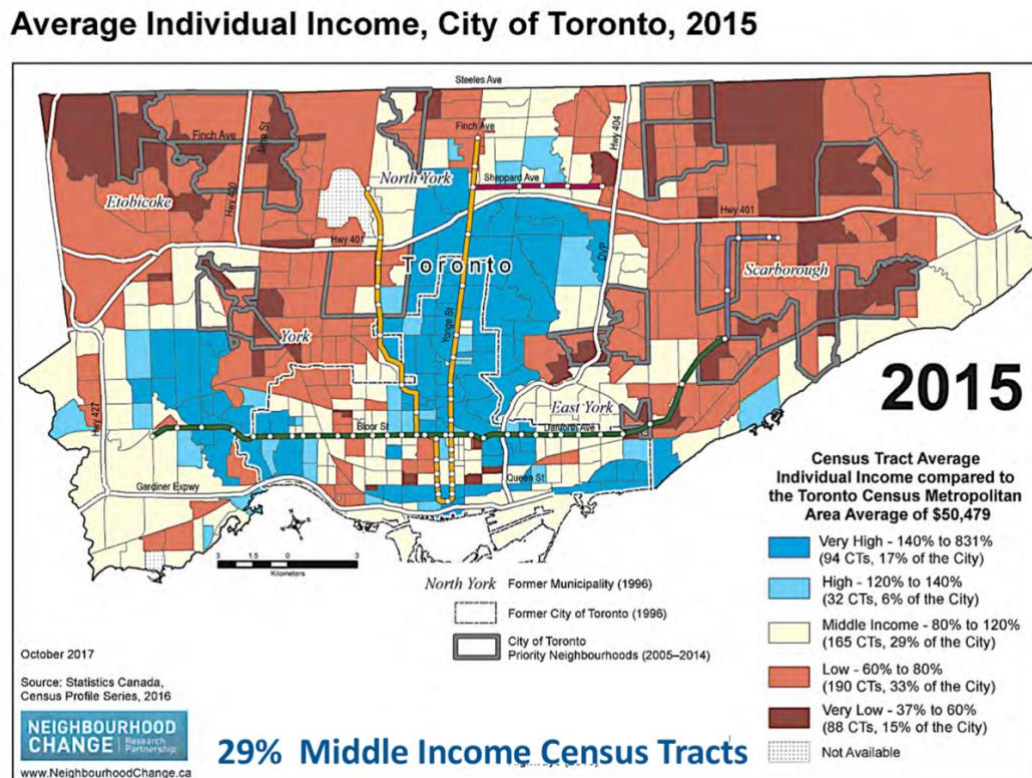 Average Individual Income, City of Toronto, 2015
Steeles Ave
Finch Ave
Finch Ave
Jane St
Hwy 404
North York
Sheppard Ave
Etobicoke
Hwy 400
Hwy 401
Hwy 401
Toronto
DVP
Scarborough
Yonge St
York
2015
East York
Hwy 427
Bloor St
Danforth Ave
Queen St
Gardiner Expwy
3 1.5 0 3
Kilometers
Census Tract Average
Individual Income compared to
the Toronto Census Metropolitan
Area Average of $50,479
Very High - 140% to 831%
(94 CTs, 17% of the City)
High - 120% to 140%
(32 CTs, 6% of the City)
Middle Income - 80% to 120%
(165 CTs, 29% of the City)
Low - 60% to 80%
(190 CTs, 33% of the City)
Very Low - 37% to 60%
(88 CTs, 15% of the City)
Not Available
North York Former Municipality (1996)
Former City of Toronto (1996)
City of Toronto
Priority Neighbourhoods (2005–2014)
October 2017
Source: Statistics Canada,
Census Profile Series, 2016
NEIGHBOURHOOD
CHANGE Research
Partnership
www.NeighbourhoodChange.ca
29% Middle Income Census Tracts